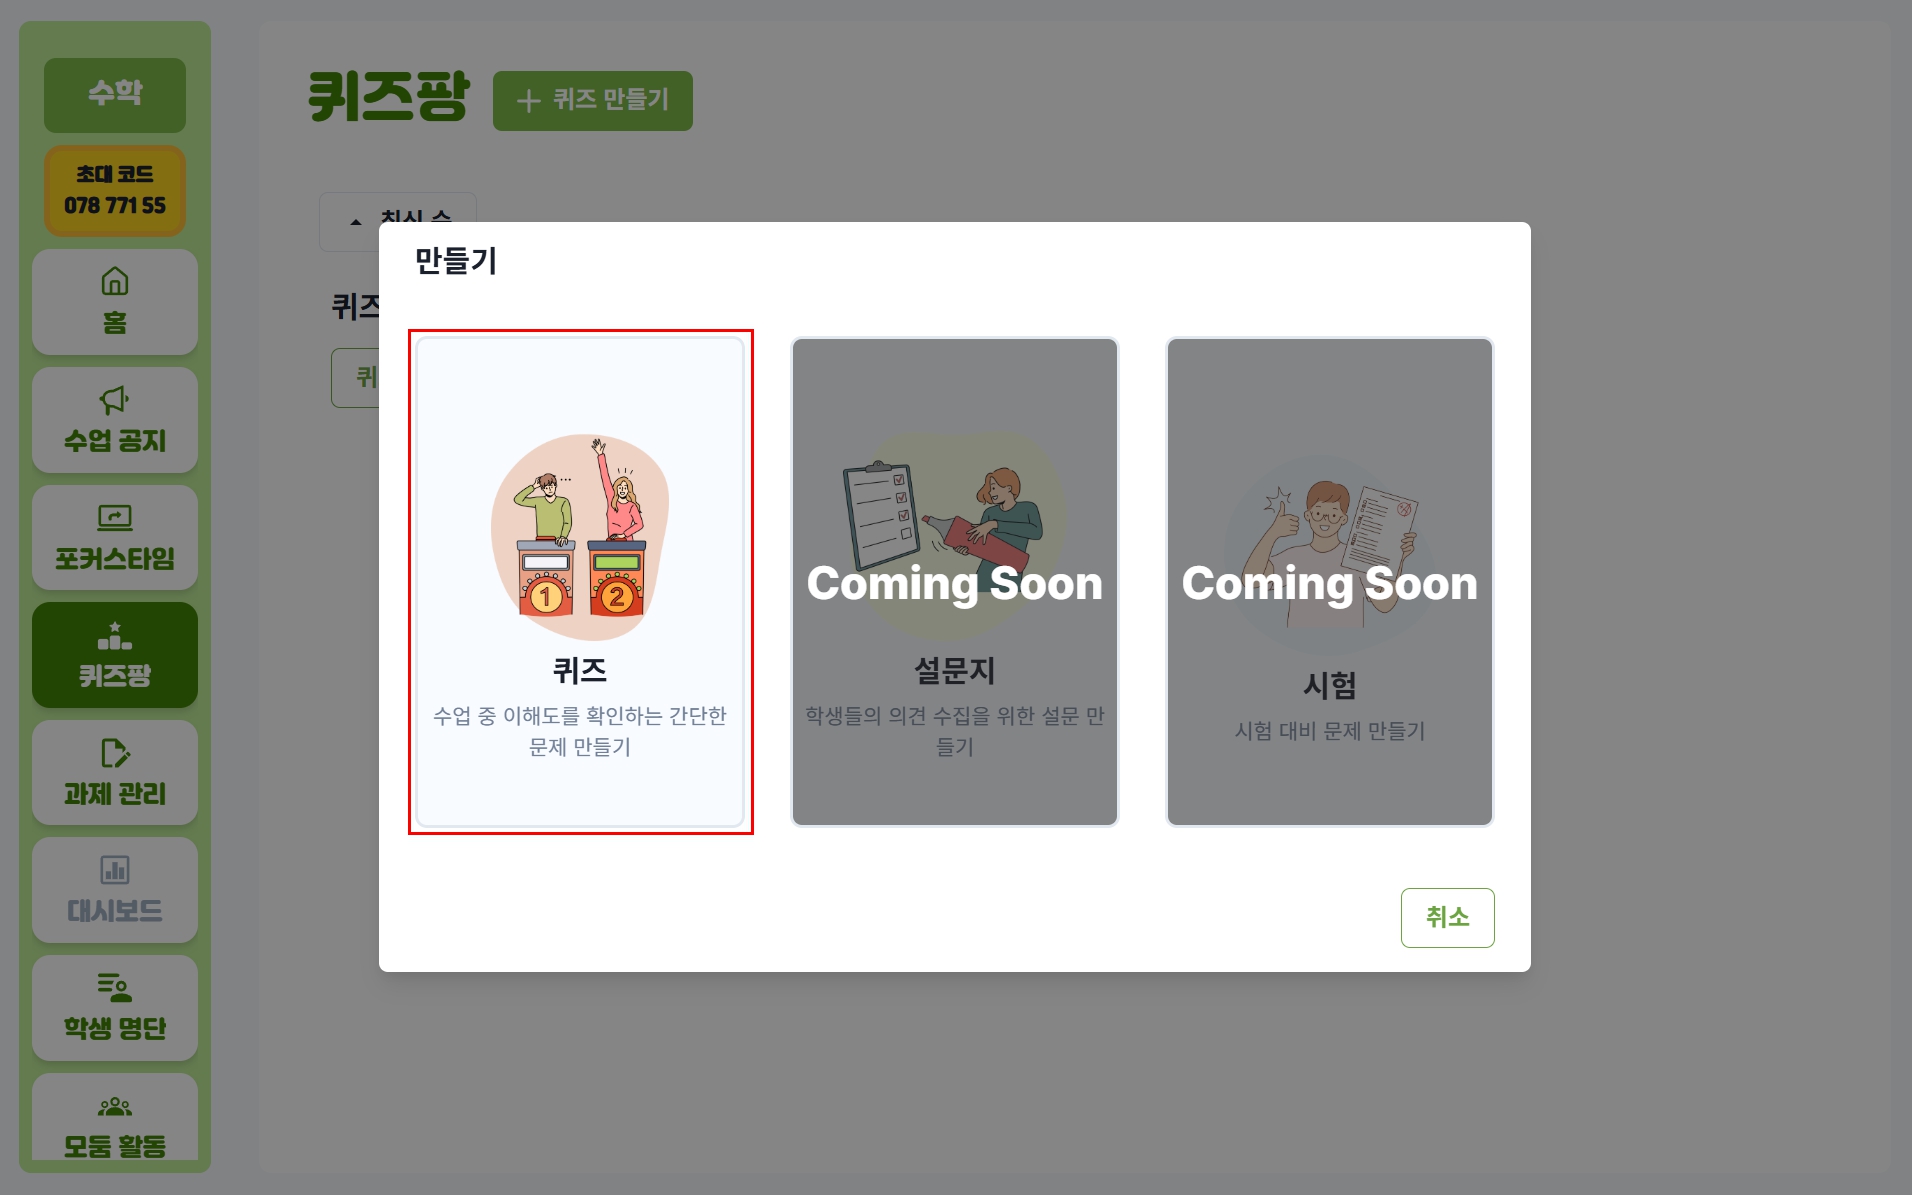 수학
초대 코드
078 771 55
홈
수업 공지
포커스타임
퀴즈팡
과제 관리
대시보드
학생 명단
모둠 활동
퀴즈팡
+ 퀴즈 만들기
최신 순
퀴즈
퀴
만들기
1
2
퀴즈
수업 중 이해도를 확인하는 간단한
문제 만들기
Coming Soon
설문지
학생들의 의견 수집을 위한 설문 만
들기
Coming Soon
시험
시험 대비 문제 만들기
취소